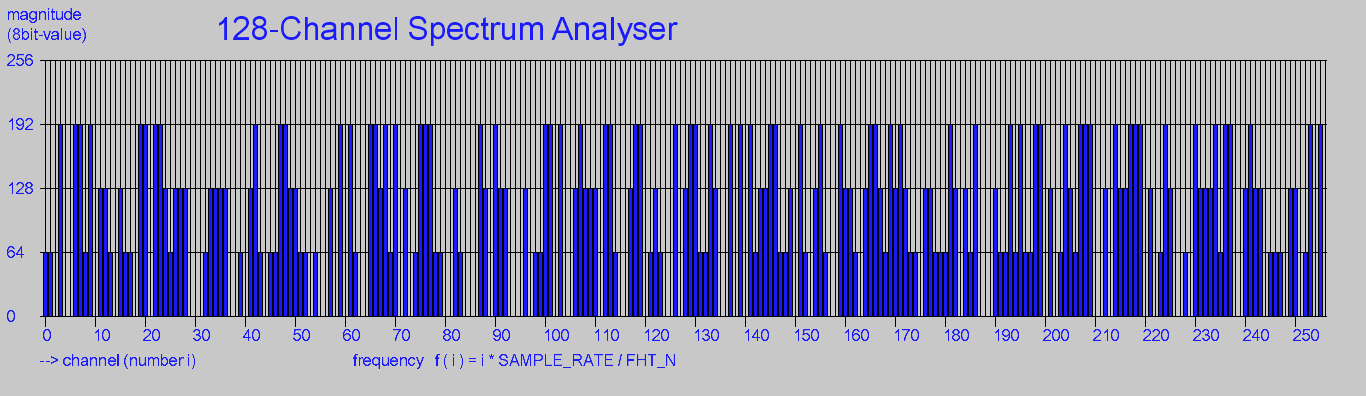 magnitude
(8bit-value)
128-Channel Spectrum Analyser
256
192
128
64
0
0 10 20 30 40 50 60 70 80 90 100 110 120 130 140 150 160 170 180 190 200 210 220 230 240 250
--> channel (number i)
frequency f ( i ) = i * SAMPLE_RATE / FHT_N